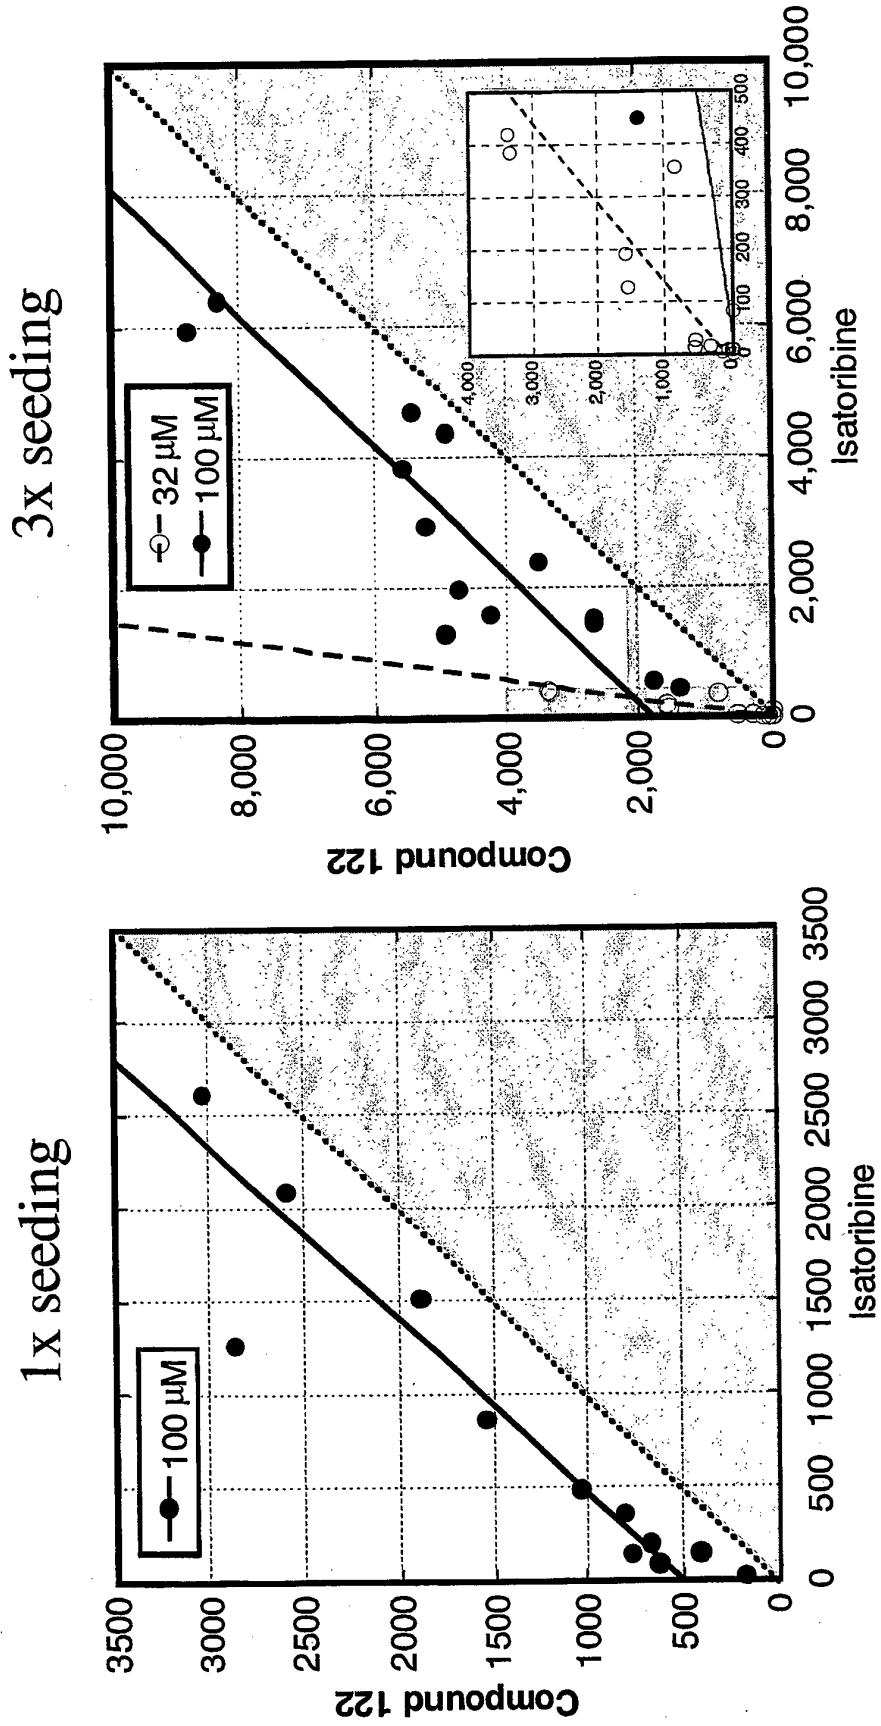 1x seeding
100 µM
Compound 122
3500
3000
2500
2000
1500
1000
500
0
0 500 1000 1500 2000 2500 3000 3500
Isatoribine
3x seeding
32 µM
100 µM
Compound 122
10,000
8,000
6,000
4,000
2,000
0
0 2,000 4,000 6,000 8,000 10,000
Isatoribine
4,000
3,000
2,000
1,000
0
0 100 200 300 400 500